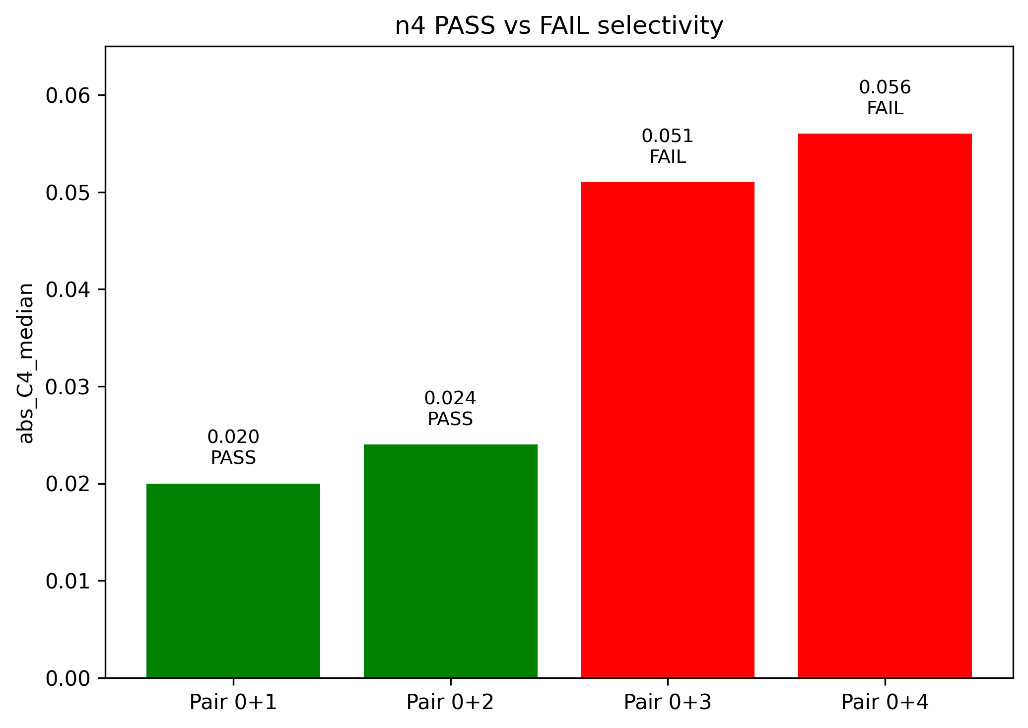 n4 PASS vs FAIL selectivity
abs_C4_median
0.06
0.05
0.04
0.03
0.02
0.01
0.00
0.020
PASS
0.024
PASS
0.051
FAIL
0.056
FAIL
Pair 0+1
Pair 0+2
Pair 0+3
Pair 0+4